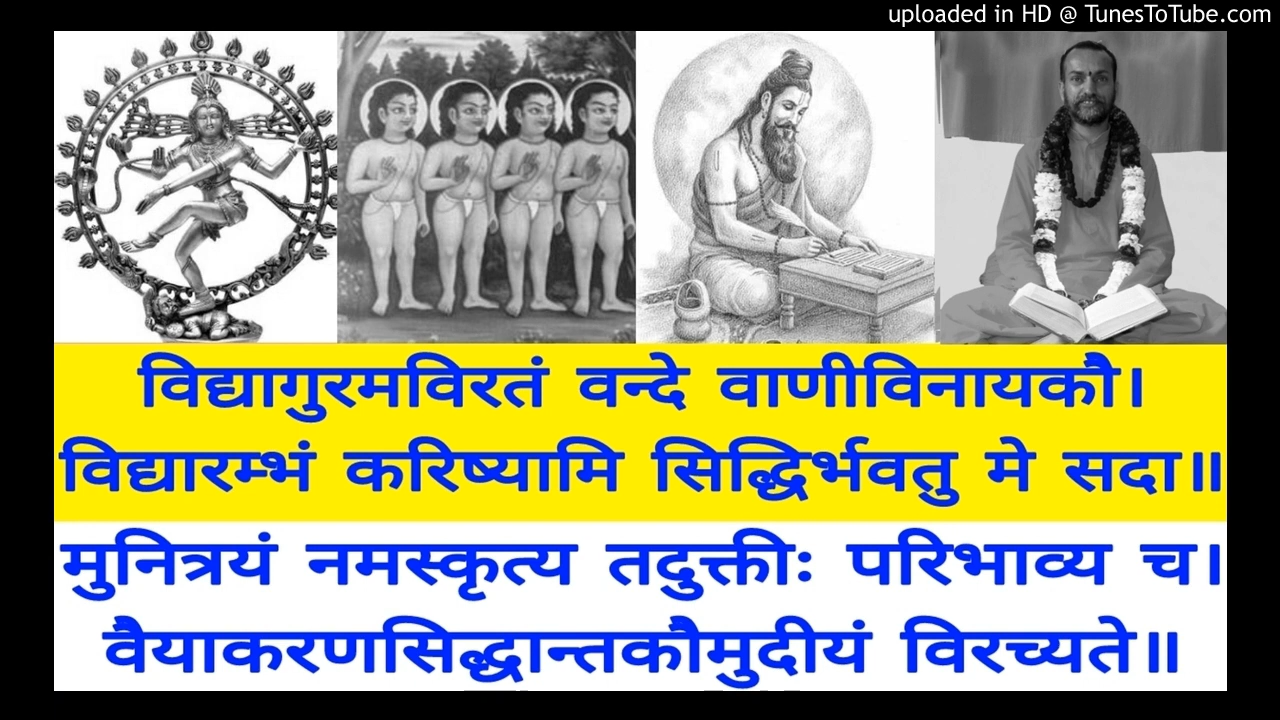 uploaded in HD @ TunesToTube.com
विद्यागुरमविरतं वन्दे वाणीविनायकौ।
विद्यारम्भं करिष्यामि सिद्धिर्भवतु मे सदा॥
मुनित्रयं नमस्कृत्य तदुक्तीः परिभाव्य च।
वैयाकरणसिद्धान्तकौमुदीयं विरच्यते॥